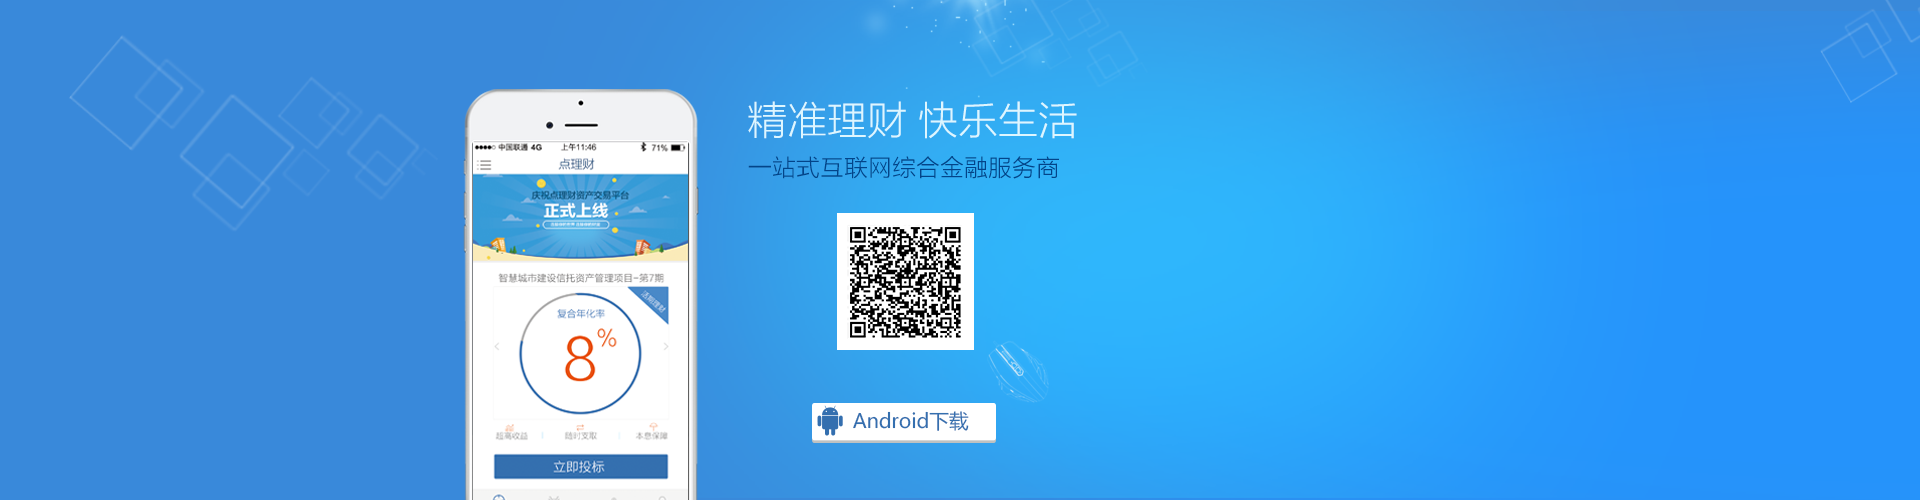 精准理财 快乐生活
一站式互联网综合金融服务商
Android下载
中国联通 4G 上午11:46 71%
点理财
庆祝点理财资产交易平台
正式上线
智慧城市建设信托资产管理项目-第7期
活期理财
复合年化率
8%
超高收益 随时支取 本息保障
立即投标